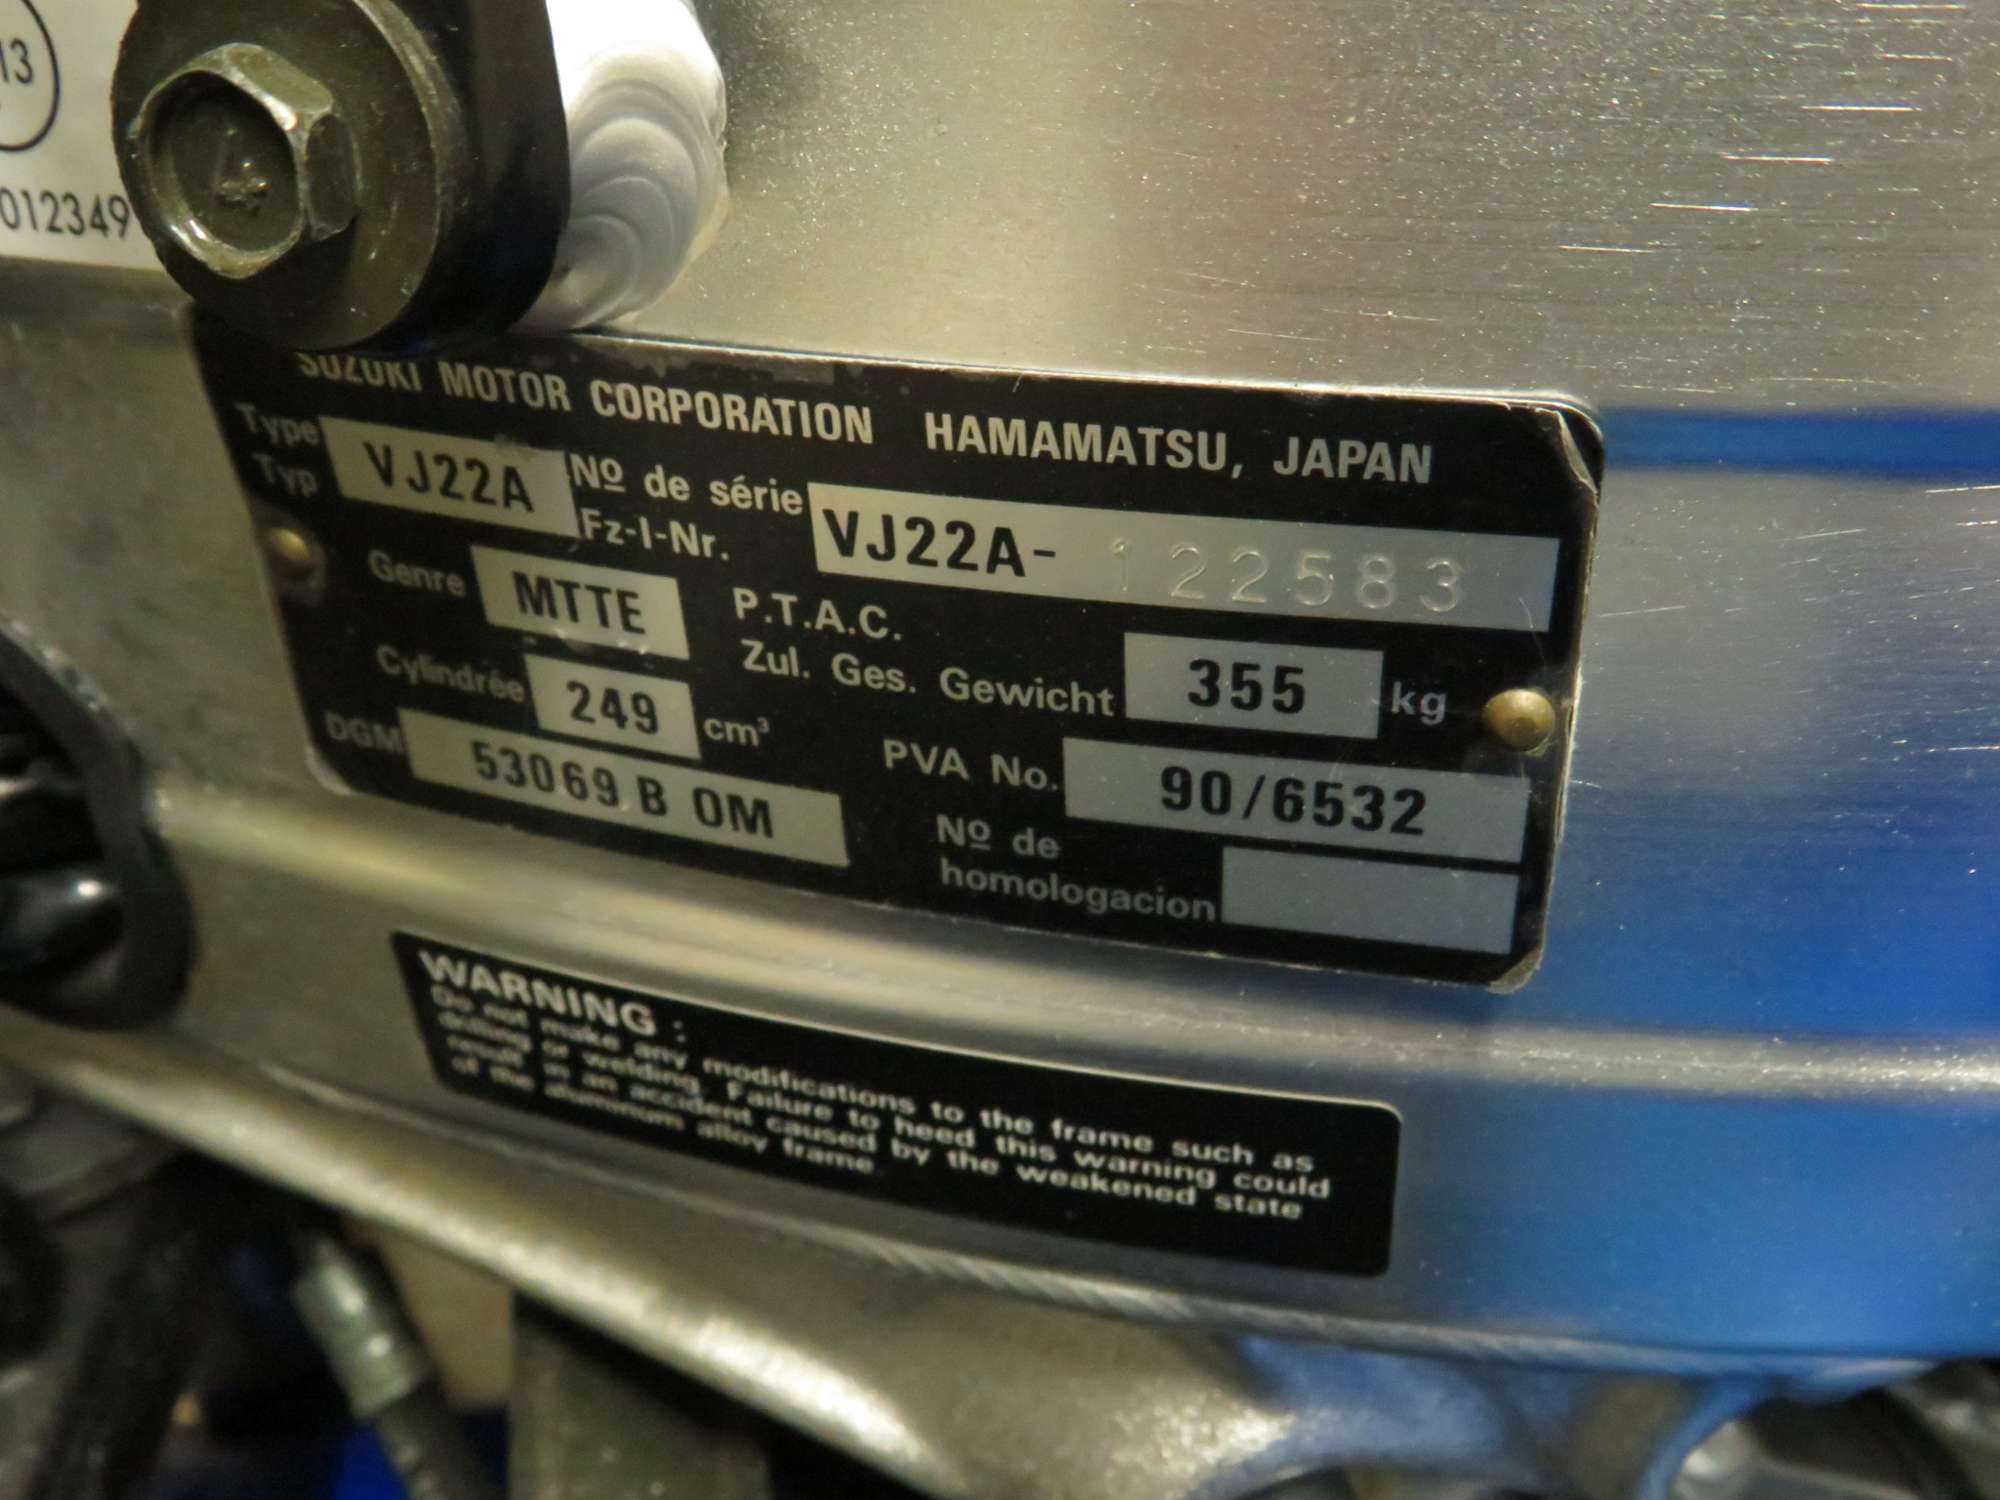 13
012349
4
SUZUKI MOTOR CORPORATION HAMAMATSU, JAPAN
Type
Typ
VJ22A
Nº de série
Fz-I-Nr.
VJ22A-122583
Genre
MTTE
P.T.A.C.
Zul. Ges. Gewicht
355 kg
Cylindrée 249 cm³
DGM 53069 B OM
PVA No. 90/6532
Nº de
homologacion
WARNING :
Do not make any modifications to the frame such as
drilling or welding. Failure to heed this warning could
result in an accident caused by the weakened state
of the aluminium alloy frame